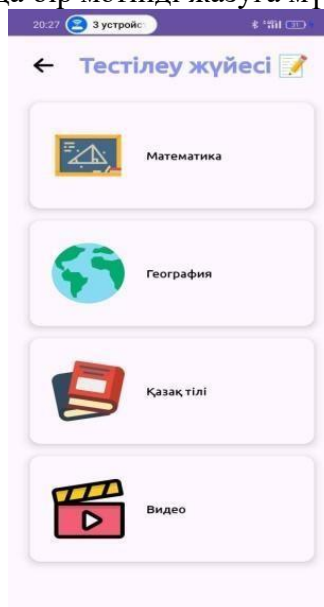 да бір мәтінді жазуға мү
20:27 3 устройс
Тестілеу жүйесі
Математика
География
Қазақ тілі
Видео